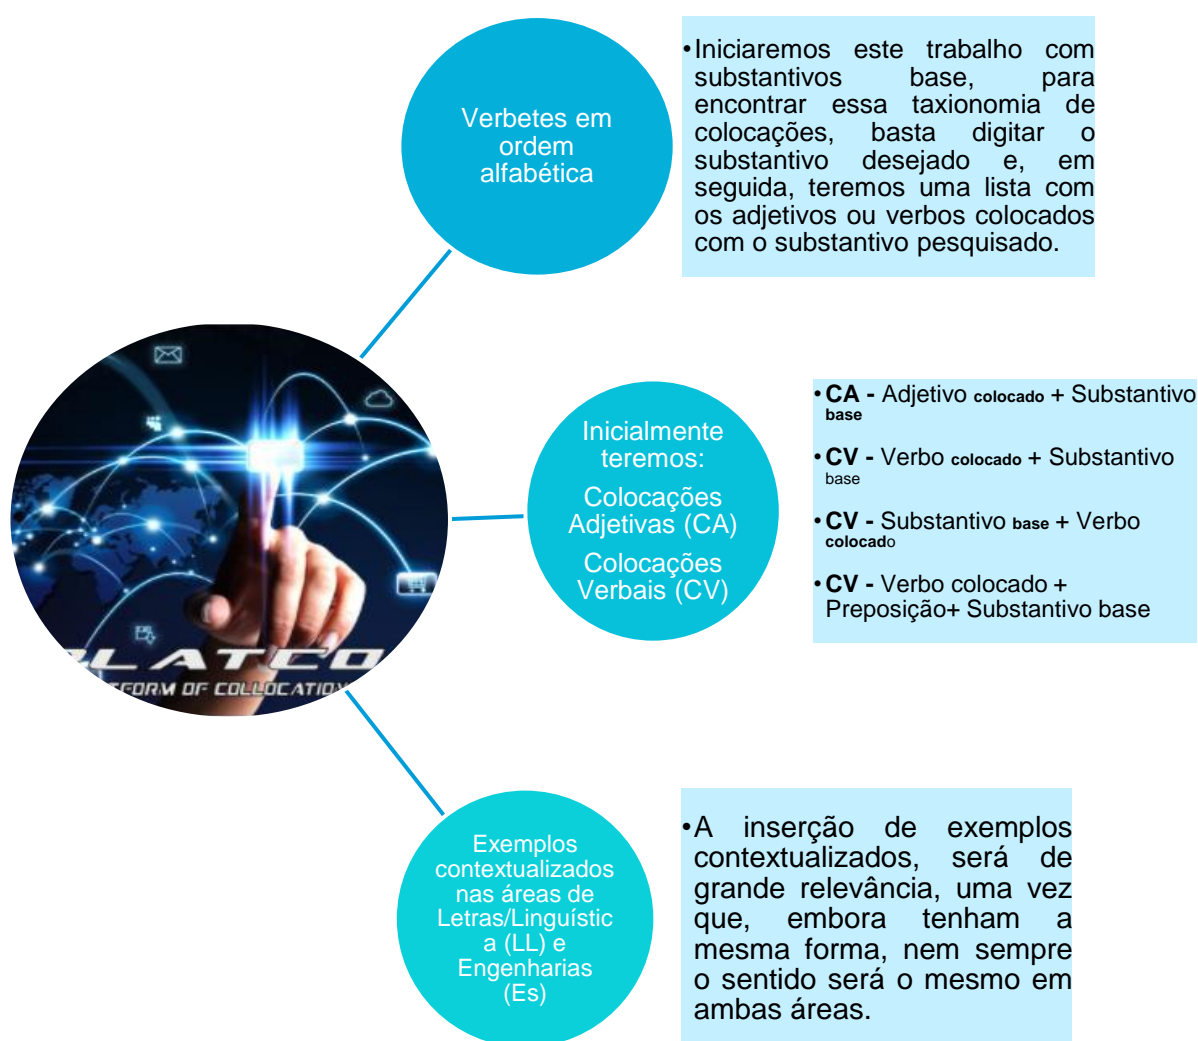 Verbetes em
ordem
alfabética
•Iniciaremos este trabalho com
substantivos base, para
encontrar essa taxionomia de
colocações, basta digitar o
substantivo desejado e, em
seguida, teremos uma lista com
os adjetivos ou verbos colocados
com o substantivo pesquisado.
Inicialmente
teremos:
Colocações
Adjetivas (CA)
Colocações
Verbais (CV)
•CA - Adjetivo colocado + Substantivo
base
•CV - Verbo colocado + Substantivo
base
•CV - Substantivo base + Verbo
colocado
•CV - Verbo colocado +
Preposição+ Substantivo base
LATCO
FORM OF COLLOCATION
Exemplos
contextualizados
nas áreas de
Letras/Linguístic
a (LL) e
Engenharias
(Es)
•A inserção de exemplos
contextualizados, será de
grande relevância, uma vez
que, embora tenham a
mesma forma, nem sempre
o sentido será o mesmo em
ambas áreas.